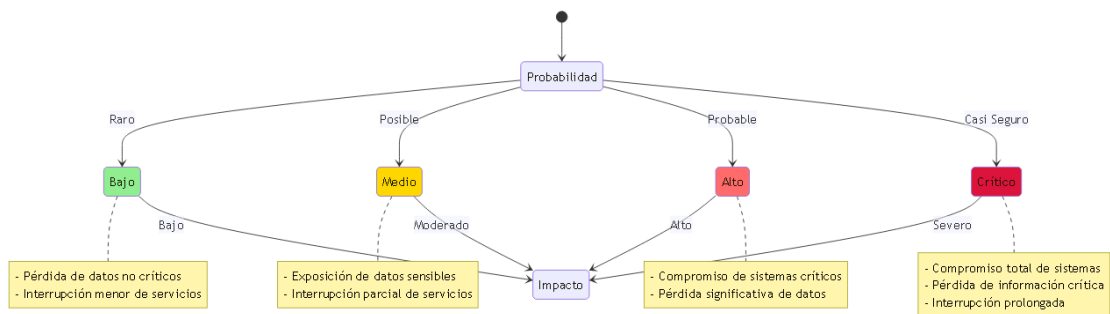 Probabilidad
Raro
Posible
Probable
Casi Seguro
Bajo
Medio
Alto
Crítico
Bajo
Moderado
Alto
Severo
- Pérdida de datos no críticos
- Interrupción menor de servicios
- Exposición de datos sensibles
- Interrupción parcial de servicios
Impacto
- Compromiso de sistemas críticos
- Pérdida significativa de datos
- Compromiso total de sistemas
- Pérdida de información crítica
- Interrupción prolongada